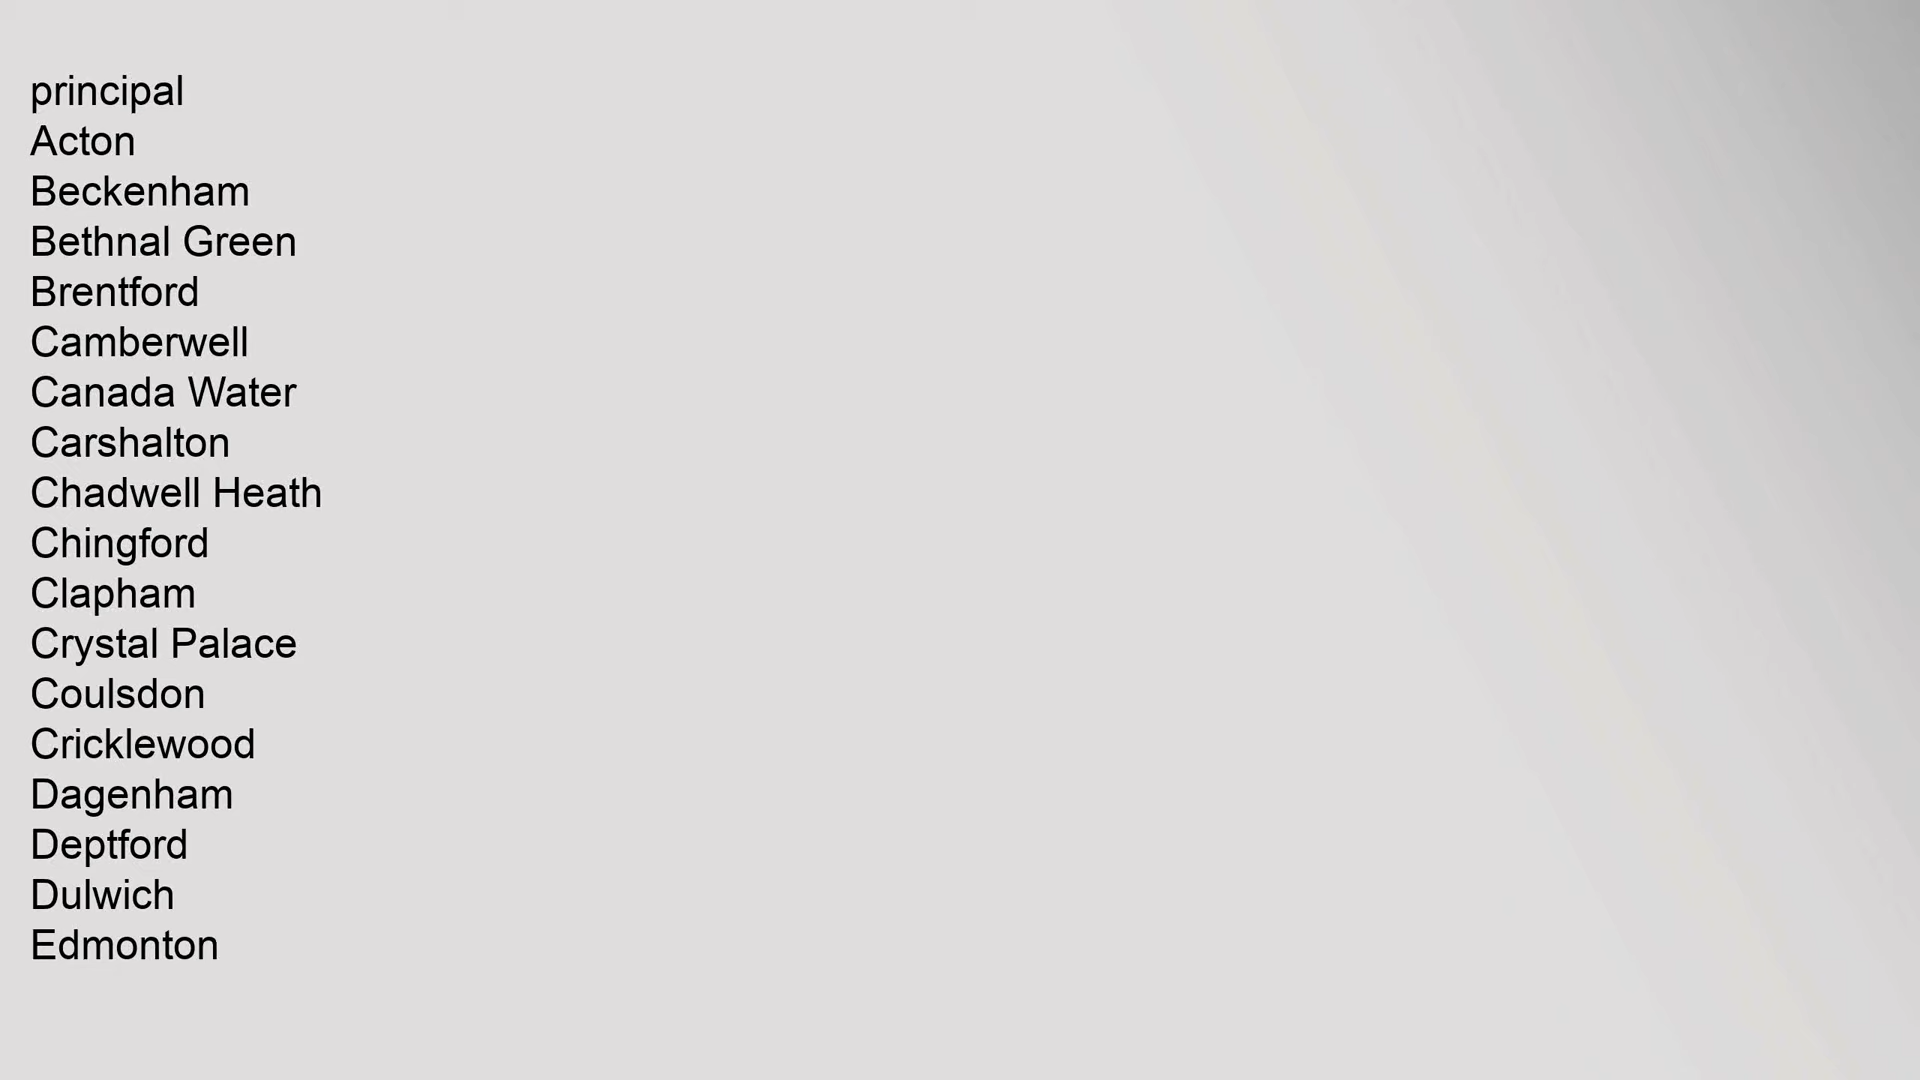 principal
Acton
Beckenham
Bethnal Green
Brentford
Camberwell
Canada Water
Carshalton
Chadwell Heath
Chingford
Clapham
Crystal Palace
Coulsdon
Cricklewood
Dagenham
Deptford
Dulwich
Edmonton